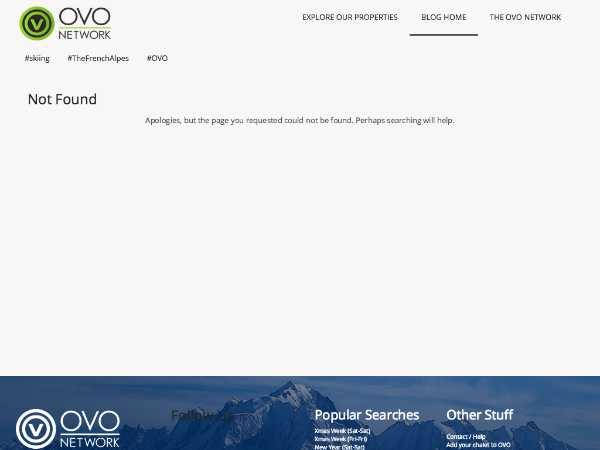 OVO
NETWORK
EXPLORE OUR PROPERTIES
BLOG HOME
THE OVO NETWORK
#skiing
#TheFrenchAlpes
#OVO
Not Found
Apologies, but the page you requested could not be found. Perhaps searching will help.
OVO
NETWORK
Follow Us
Popular Searches
Xmas Week (Sat-Sat)
Xmas Week (Fri-Fri)
New Year (Sat-Sat)
Other Stuff
Contact / Help
Add your chalet to OVO